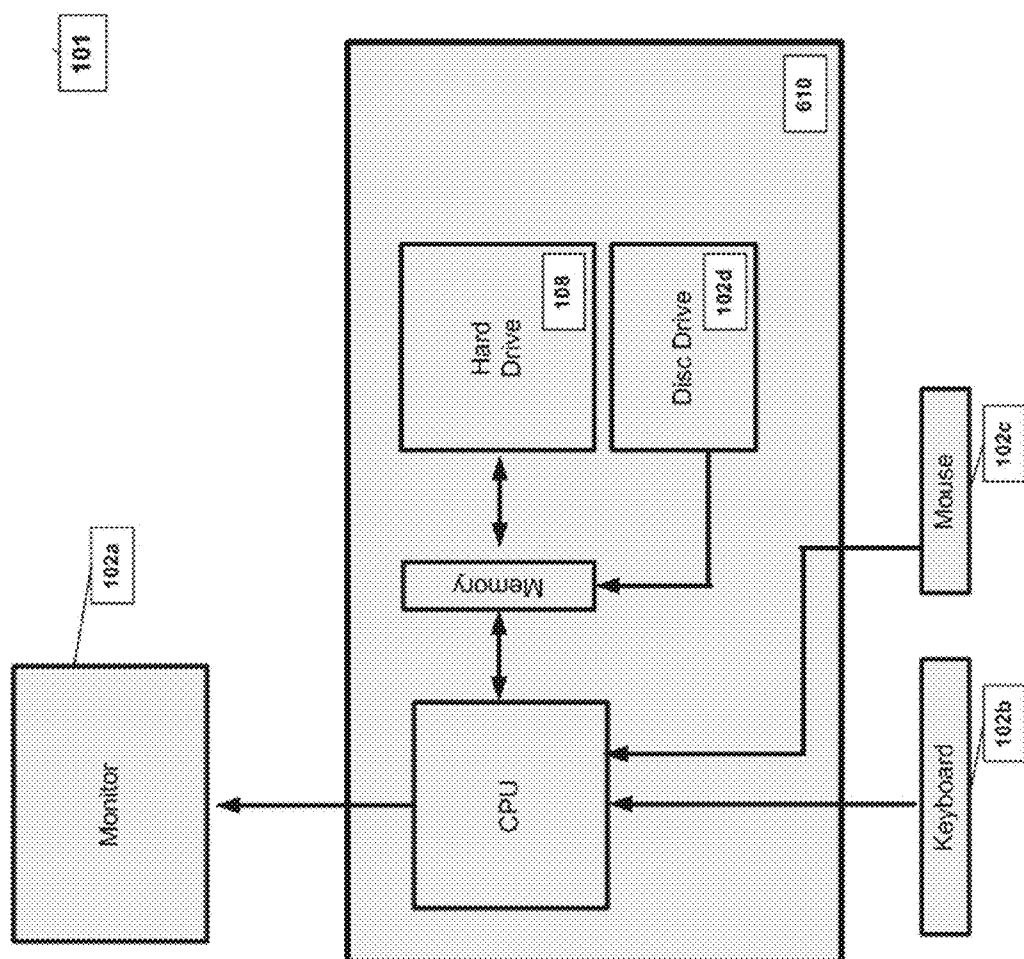 101
Monitor
102a
610
CPU
Memory
Hard
Drive
108
Disc Drive
102d
Keyboard
102b
Mouse
102c